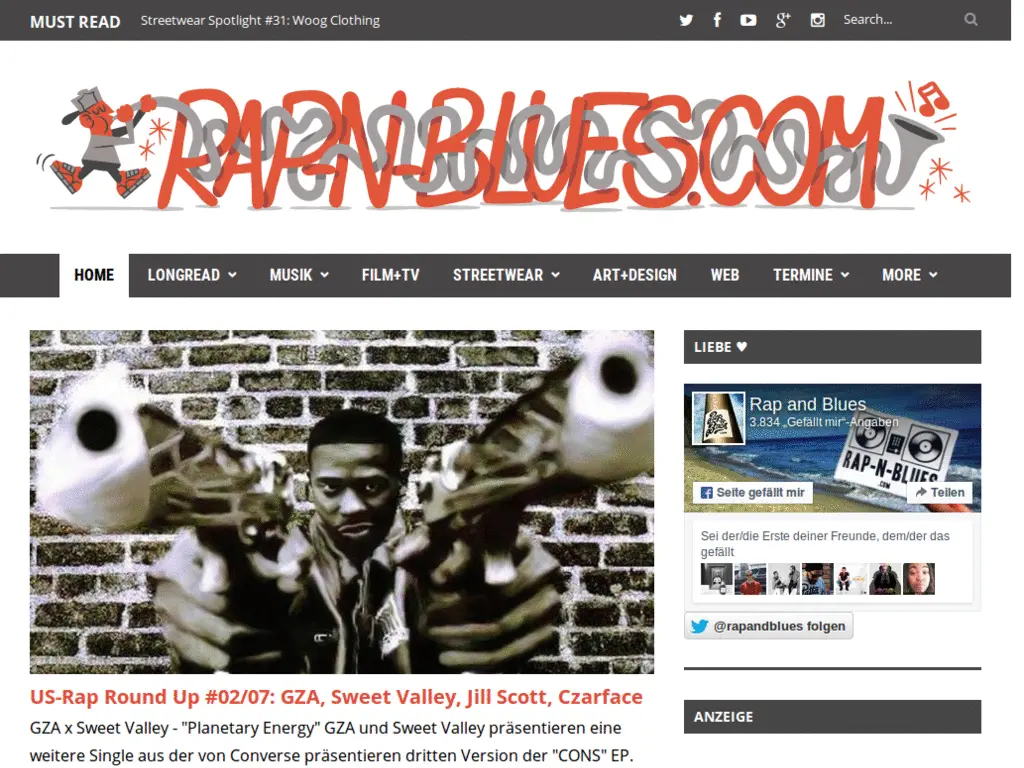 MUST READ Streetwear Spotlight #31: Woog Clothing Search...
RAP-N-BLUES.COM
HOME LONGREAD MUSIK FILM+TV STREETWEAR ART+DESIGN WEB TERMINE MORE
LIEBE ♥
Rap and Blues
3.834 „Gefällt mir“-Angaben
RAP-N-BLUES
.COM
Seite gefällt mir Teilen
Sei der/die Erste deiner Freunde, dem/der das
gefällt
@rapandblues folgen
US-Rap Round Up #02/07: GZA, Sweet Valley, Jill Scott, Czarface
GZA x Sweet Valley - "Planetary Energy" GZA und Sweet Valley präsentieren eine
weitere Single aus der von Converse präsentieren dritten Version der "CONS" EP.
ANZEIGE